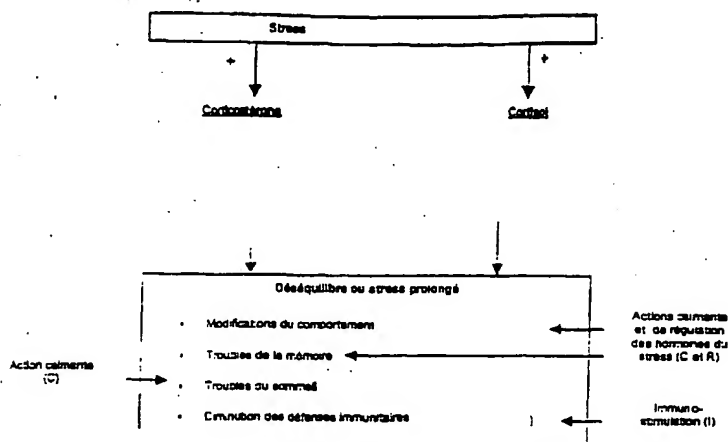 Stress
+ +
Corticostérone Cortisol
Déséquilibre ou stress prolongé
• Modifications du comportement
• Troubles de la mémoire
• Troubles du sommeil
• Diminution des défenses immunitaires
Action calmante
(C)
Actions calmante
et de régulation
des hormones du
stress (C et R)
Immuno-
stimulation (I)